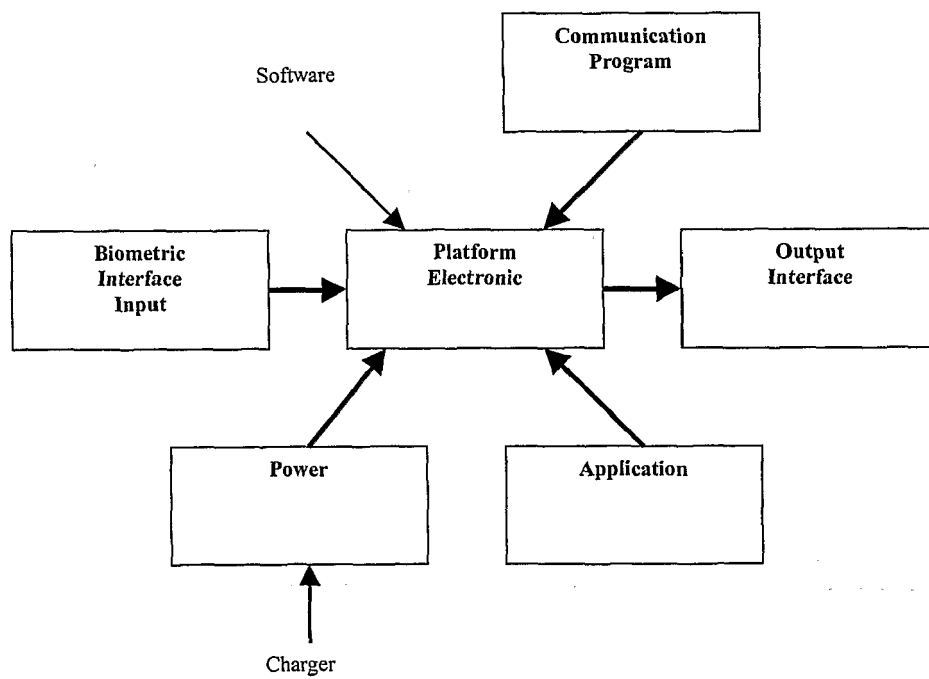 Communication
Program
Software
Biometric
Interface
Input
Platform
Electronic
Output
Interface
Power
Application
Charger